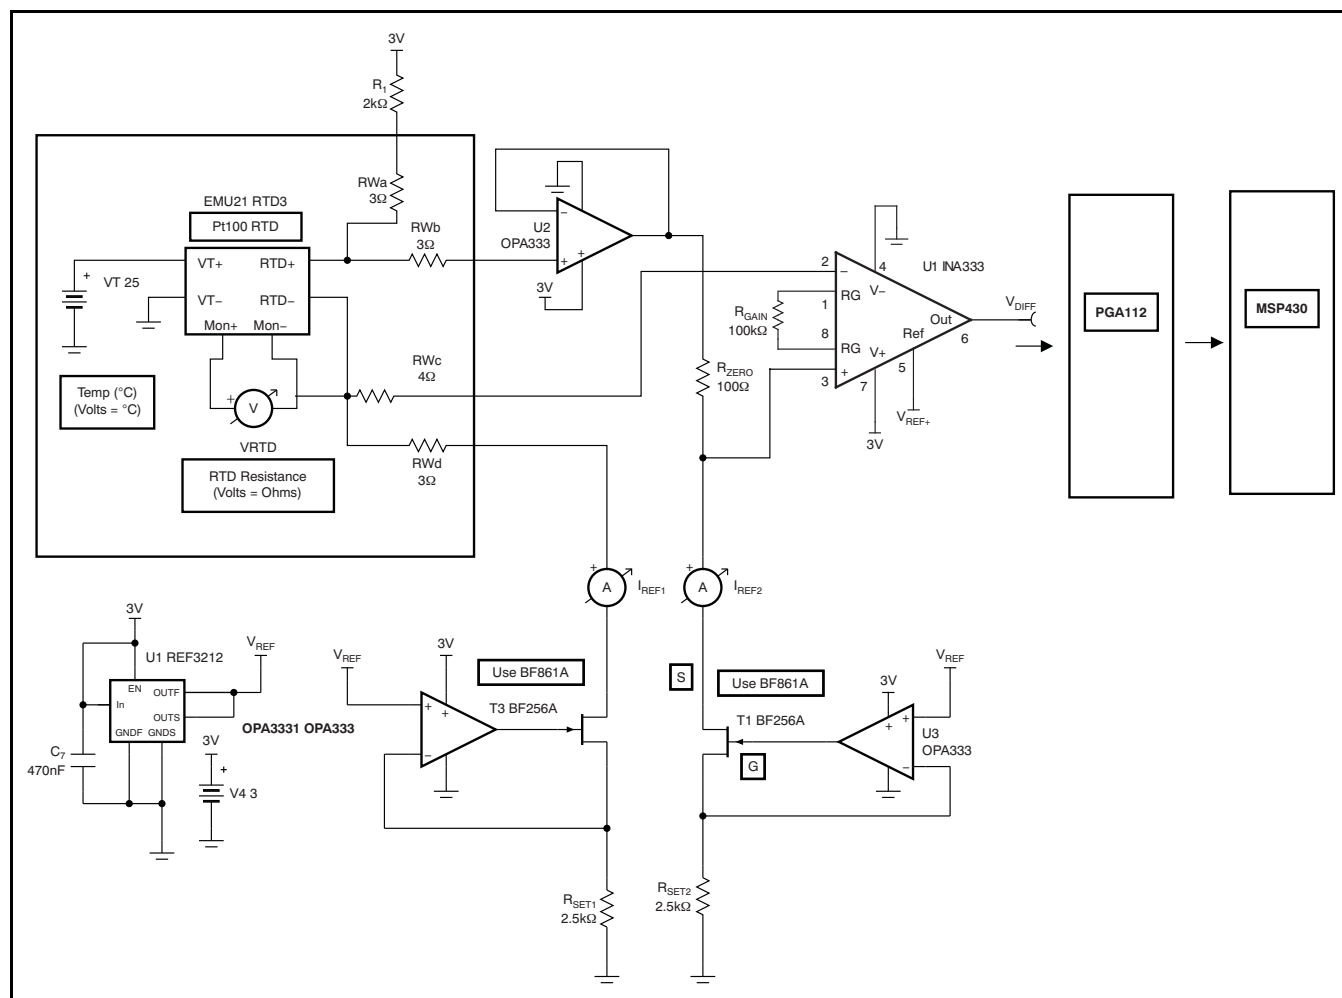 3V
R1
2kΩ
RWa
3Ω
EMU21 RTD3
Pt100 RTD
RWb
3Ω
VT+
RTD+
VT−
RTD−
Mon+
Mon−
+
VT 25
Temp (°C)
(Volts = °C)
+
V
VRTD
RTD Resistance
(Volts = Ohms)
RWc
4Ω
RWd
3Ω
U2
OPA333
−
+
+
3V
RZERO
100Ω
RGAIN
100kΩ
2
1
8
3
−
RG
RG
+
4
V−
U1 INA333
Out
6
Ref
5
V+
7
VREF+
3V
VDIFF
PGA112
MSP430
+
A
IREF1
+
A
IREF2
3V
U1 REF3212
VREF
EN
In
OUTF
OUTS
GNDF
GNDS
C7
470nF
OPA3331 OPA333
3V
+
V4 3
VREF
3V
+
+
−
Use BF861A
T3 BF256A
RSET1
2.5kΩ
S
Use BF861A
T1 BF256A
G
3V
VREF
+
+
−
U3
OPA333
RSET2
2.5kΩ